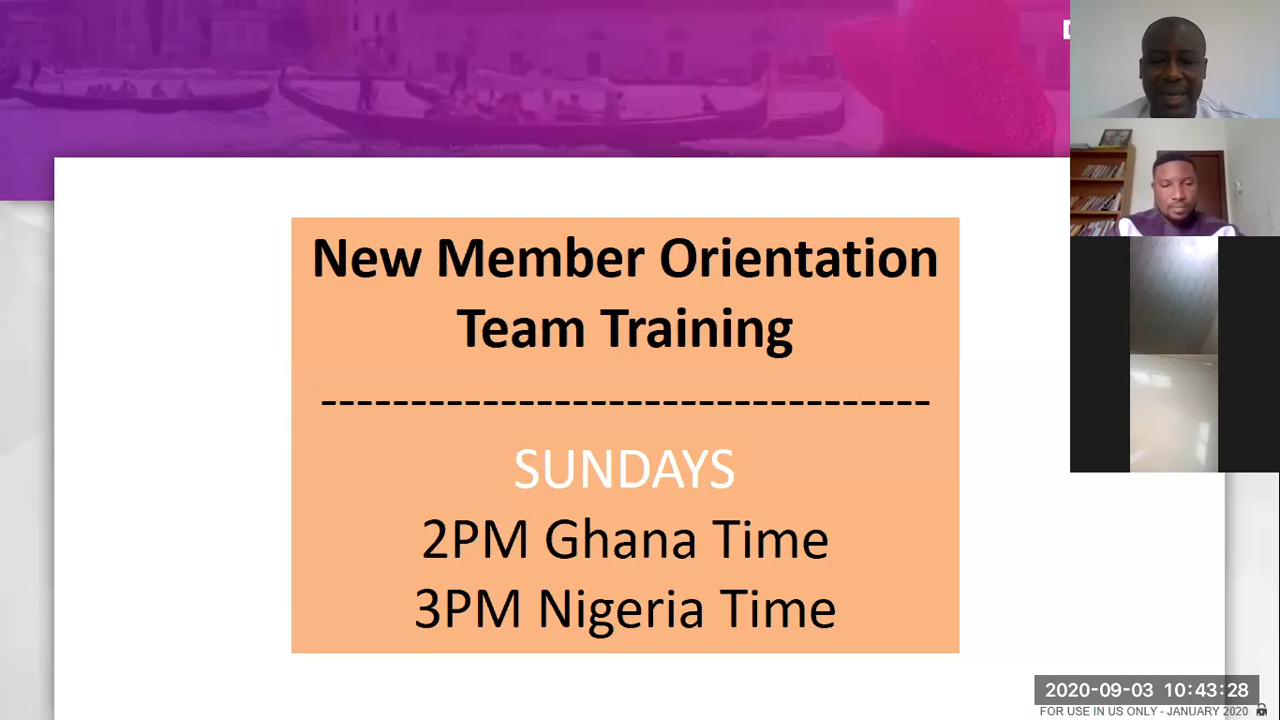 New Member Orientation
Team Training
----------------------------------
SUNDAYS
2PM Ghana Time
3PM Nigeria Time
2020-09-03 10:43:28
FOR USE IN US ONLY - JANUARY 2020